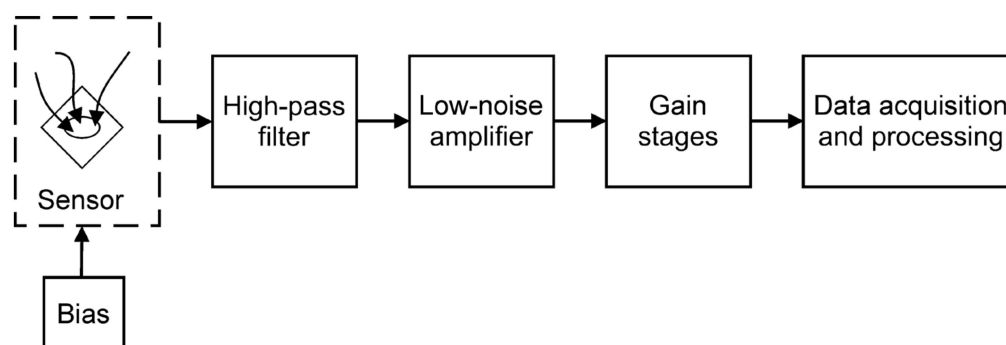 High-pass
filter
Low-noise
amplifier
Gain
stages
Data acquisition
and processing
Sensor
Bias